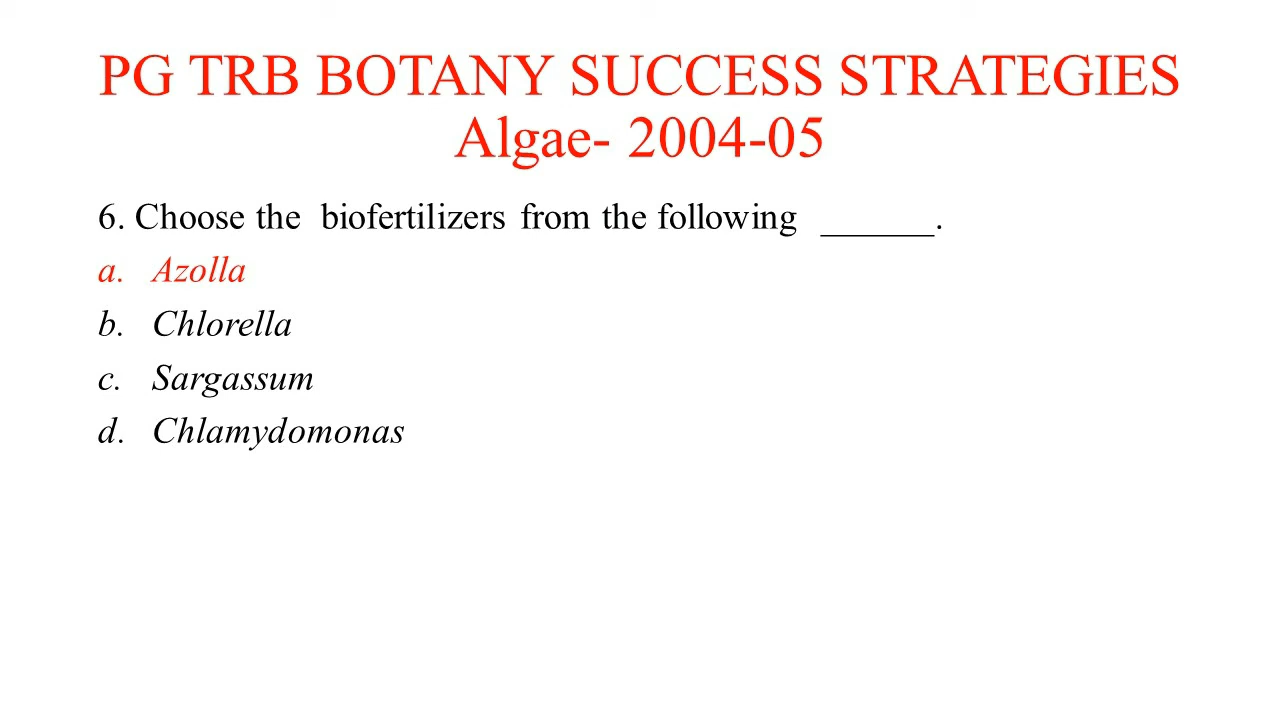 PG TRB BOTANY SUCCESS STRATEGIES
Algae- 2004-05
6. Choose the biofertilizers from the following ______.
a. Azolla
b. Chlorella
c. Sargassum
d. Chlamydomonas